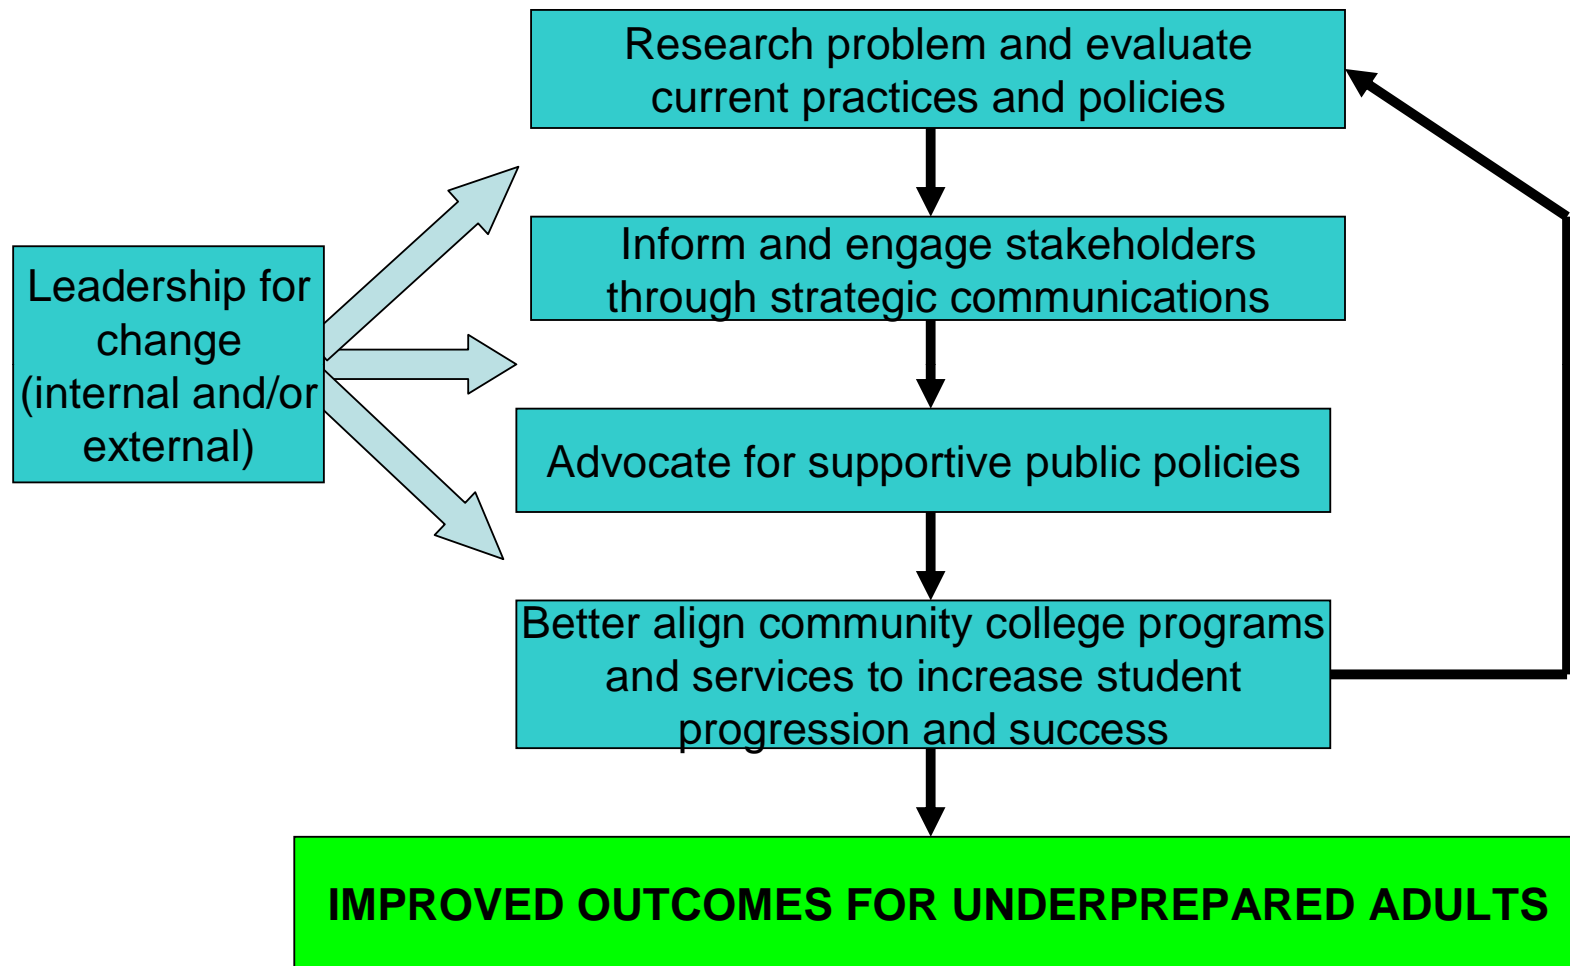 Research problem and evaluate
current practices and policies
Inform and engage stakeholders
through strategic communications
Leadership for
change
(internal and/or
external)
Advocate for supportive public policies
Better align community college programs
and services to increase student
progression and success
IMPROVED OUTCOMES FOR UNDERPREPARED ADULTS